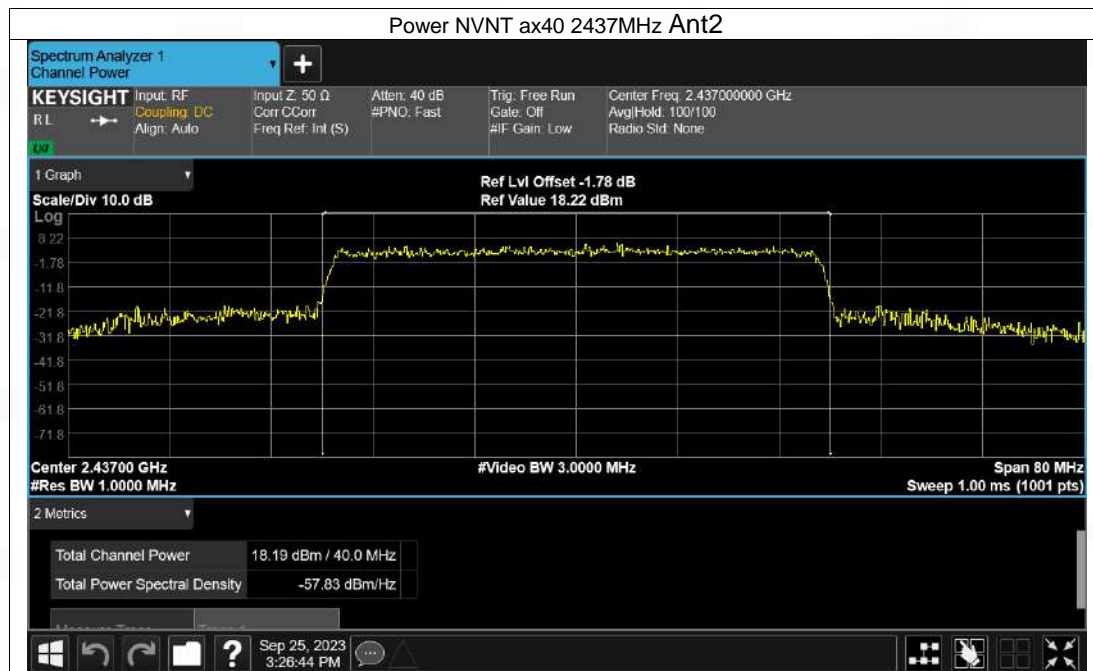 Power NVNT ax40 2437MHz Ant2
Spectrum Analyzer 1
Channel Power
+
KEYSIGHT
RL
LXI
Input: RF
Coupling: DC
Align: Auto
Input Z: 50 Ω
Corr CCorr
Freq Ref: Int (S)
Atten: 40 dB
#PNO: Fast
Trig: Free Run
Gate: Off
#IF Gain: Low
Center Freq: 2.437000000 GHz
Avg|Hold: 100/100
Radio Std: None
1 Graph
Scale/Div 10.0 dB
Ref Lvl Offset -1.78 dB
Ref Value 18.22 dBm
Log
8.22
-1.78
-11.8
-21.8
-31.8
-41.8
-51.8
-61.8
-71.8
Center 2.43700 GHz
#Res BW 1.0000 MHz
#Video BW 3.0000 MHz
Span 80 MHz
Sweep 1.00 ms (1001 pts)
2 Metrics
Total Channel Power 18.19 dBm / 40.0 MHz
Total Power Spectral Density -57.83 dBm/Hz
?
Sep 25, 2023
3:26:44 PM